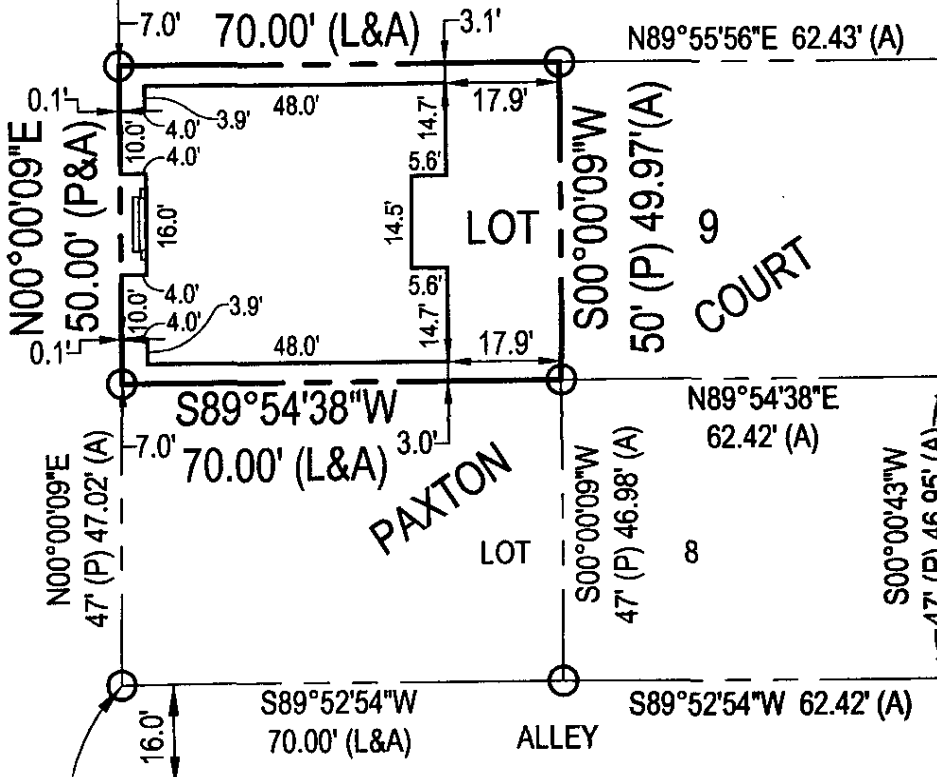 7.0'
70.00' (L&A)
3.1'
N89°55'56"E 62.43' (A)
0.1'
4.0'
3.9'
48.0'
14.7'
17.9'
N00°00'09"E
50.00' (P&A)
10.0'
4.0'
5.6'
S00°00'09"W
50' (P) 49.97'(A)
16.0'
14.5'
LOT
9
COURT
4.0'
5.6'
10.0'
4.0'
3.9'
0.1'
48.0'
14.7'
17.9'
S89°54'38"W
70.00' (L&A)
7.0'
3.0'
N89°54'38"E
62.42' (A)
PAXTON
N00°00'09"E
47' (P) 47.02' (A)
LOT
8
S00°00'09"W
47' (P) 46.98' (A)
S00°00'43"W
47' (P) 46.95' (A)
S89°52'54"W
70.00' (L&A)
S89°52'54"W 62.42' (A)
16.0'
ALLEY